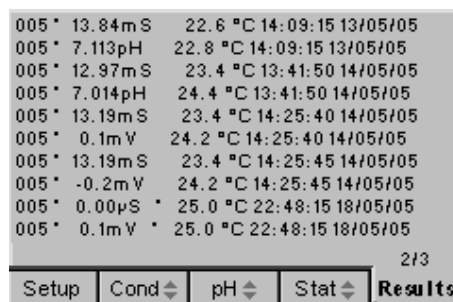 005 * 13.84mS 22.6 °C 14:09:15 13/05/05
005 * 7.113pH 22.8 °C 14:09:15 13/05/05
005 * 12.97mS 23.4 °C 13:41:50 14/05/05
005 * 7.014pH 24.4 °C 13:41:50 14/05/05
005 * 13.19mS 23.4 °C 14:25:40 14/05/05
005 * 0.1mV 24.2 °C 14:25:40 14/05/05
005 * 13.19mS 23.4 °C 14:25:45 14/05/05
005 * -0.2mV 24.2 °C 14:25:45 14/05/05
005 * 0.00µS * 25.0 °C 22:48:15 18/05/05
005 * 0.1mV * 25.0 °C 22:48:15 18/05/05
2/3
Setup Cond pH Stat Results